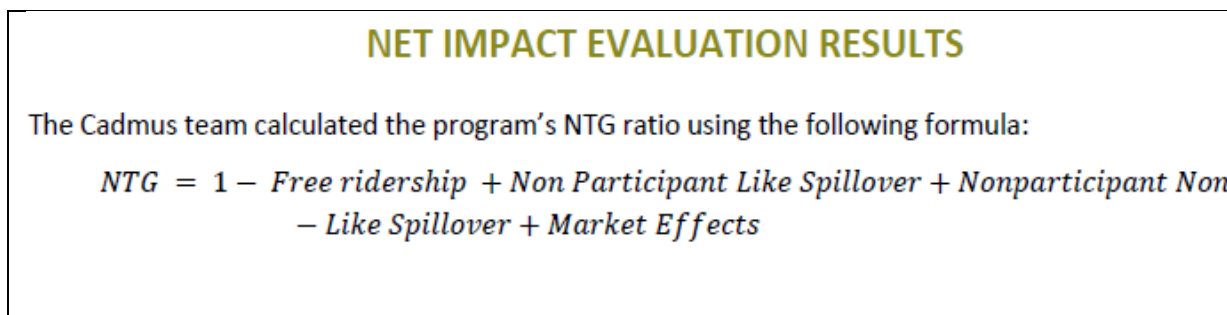 NET IMPACT EVALUATION RESULTS
The Cadmus team calculated the program's NTG ratio using the following formula:
NTG = 1 − Free ridership + Non Participant Like Spillover + Nonparticipant Non
− Like Spillover + Market Effects